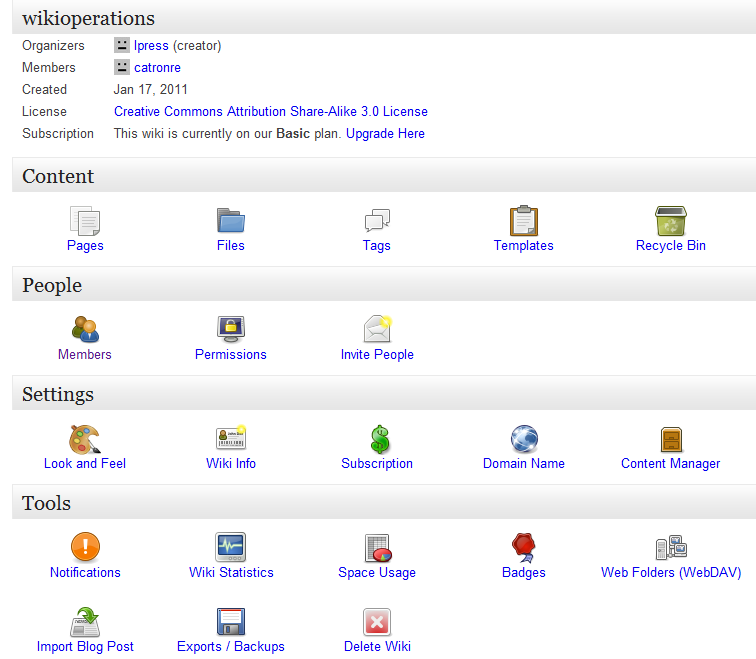 wikioperations
Organizers lpress (creator)
Members catronre
Created Jan 17, 2011
License Creative Commons Attribution Share-Alike 3.0 License
Subscription This wiki is currently on our Basic plan. Upgrade Here
Content
Pages Files Tags Templates Recycle Bin
People
Members Permissions Invite People
Settings
Look and Feel Wiki Info Subscription Domain Name Content Manager
Tools
Notifications Wiki Statistics Space Usage Badges Web Folders (WebDAV)
Import Blog Post Exports / Backups Delete Wiki